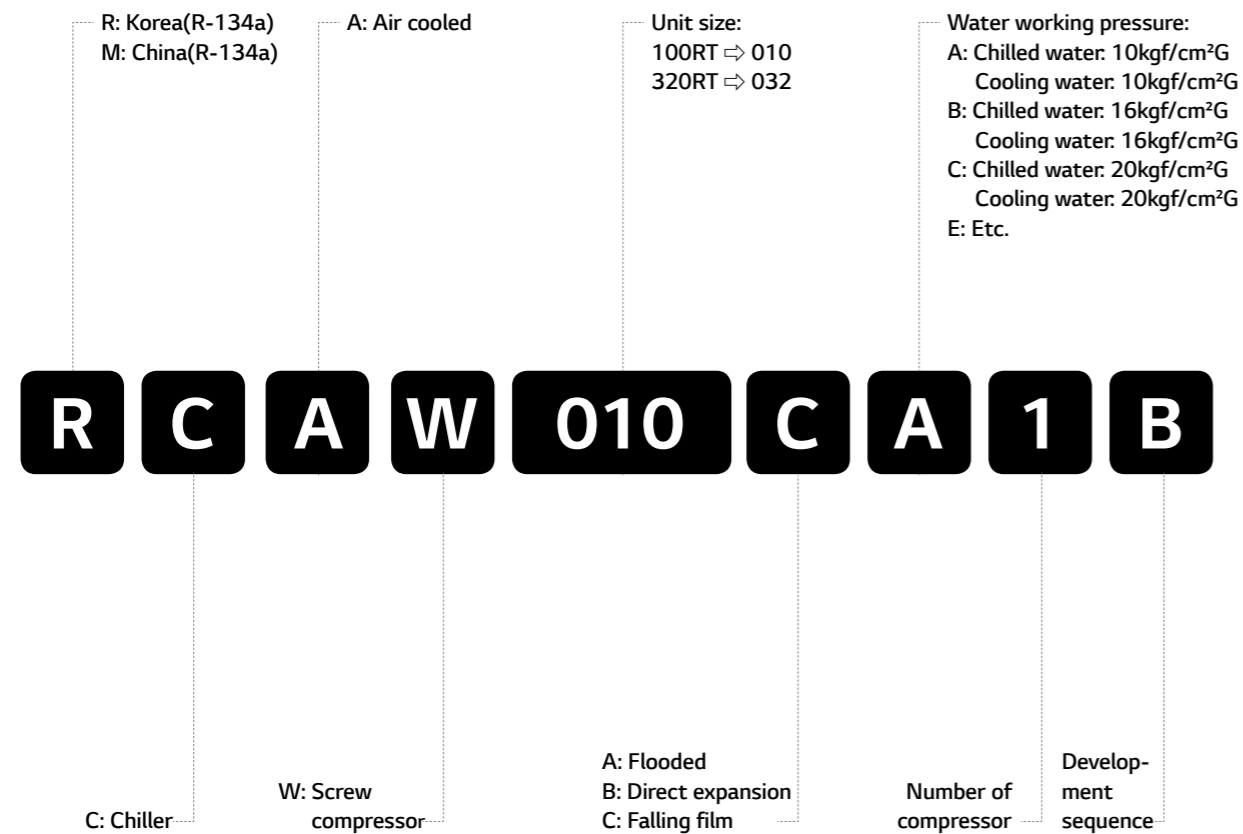 R: Korea(R-134a)
M: China(R-134a)
A: Air cooled
Unit size:
100RT ⇨ 010
320RT ⇨ 032
Water working pressure:
A: Chilled water: 10kgf/cm²G
Cooling water: 10kgf/cm²G
B: Chilled water: 16kgf/cm²G
Cooling water: 16kgf/cm²G
C: Chilled water: 20kgf/cm²G
Cooling water: 20kgf/cm²G
E: Etc.
R C A W 010 C A 1 B
C: Chiller
W: Screw
compressor
A: Flooded
B: Direct expansion
C: Falling film
Number of
compressor
Develop-
ment
sequence